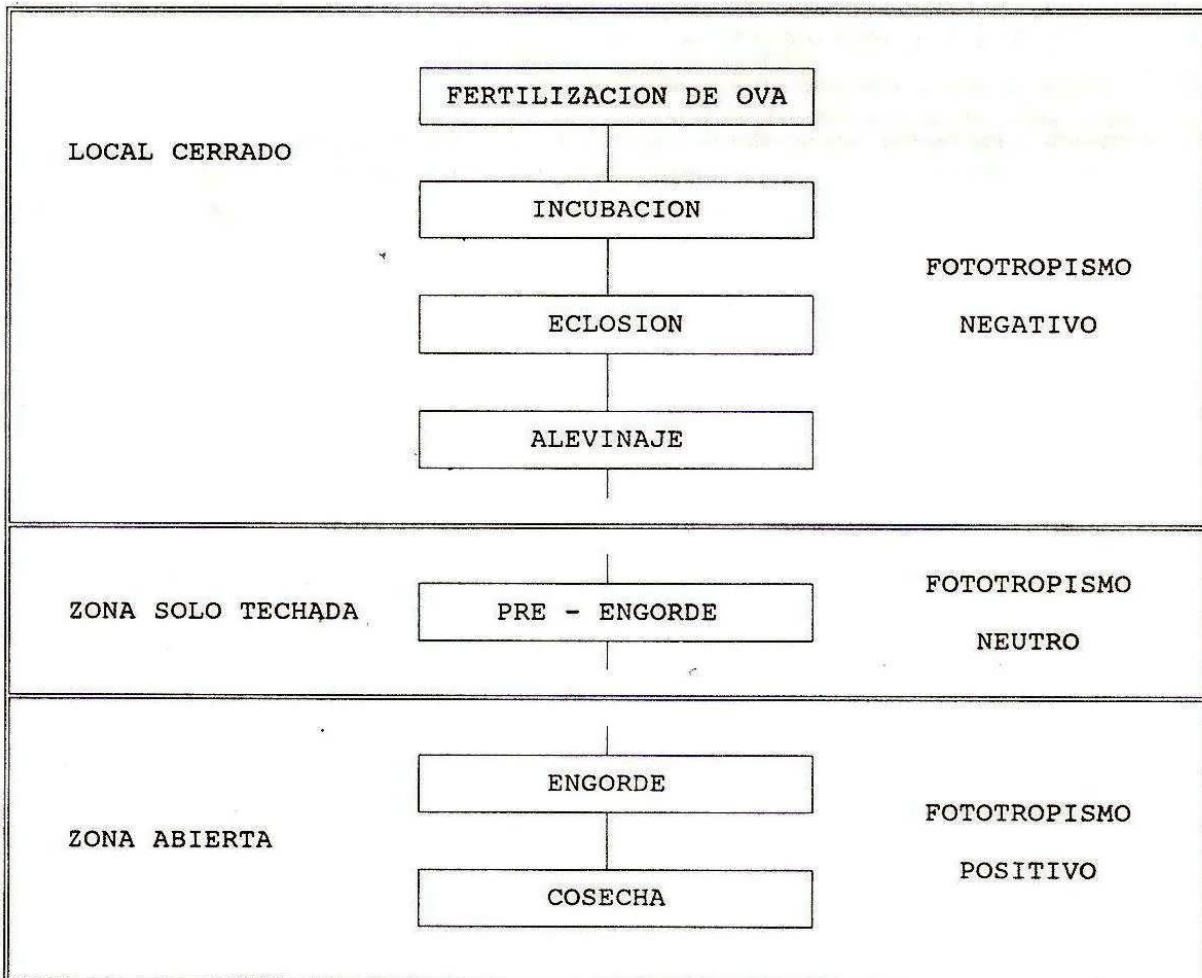 FERTILIZACION DE OVA
LOCAL CERRADO
INCUBACION
FOTOTROPISMO
NEGATIVO
ECLOSION
ALEVINAJE
ZONA SOLO TECHADA
PRE - ENGORDE
FOTOTROPISMO
NEUTRO
ENGORDE
ZONA ABIERTA
FOTOTROPISMO
POSITIVO
COSECHA